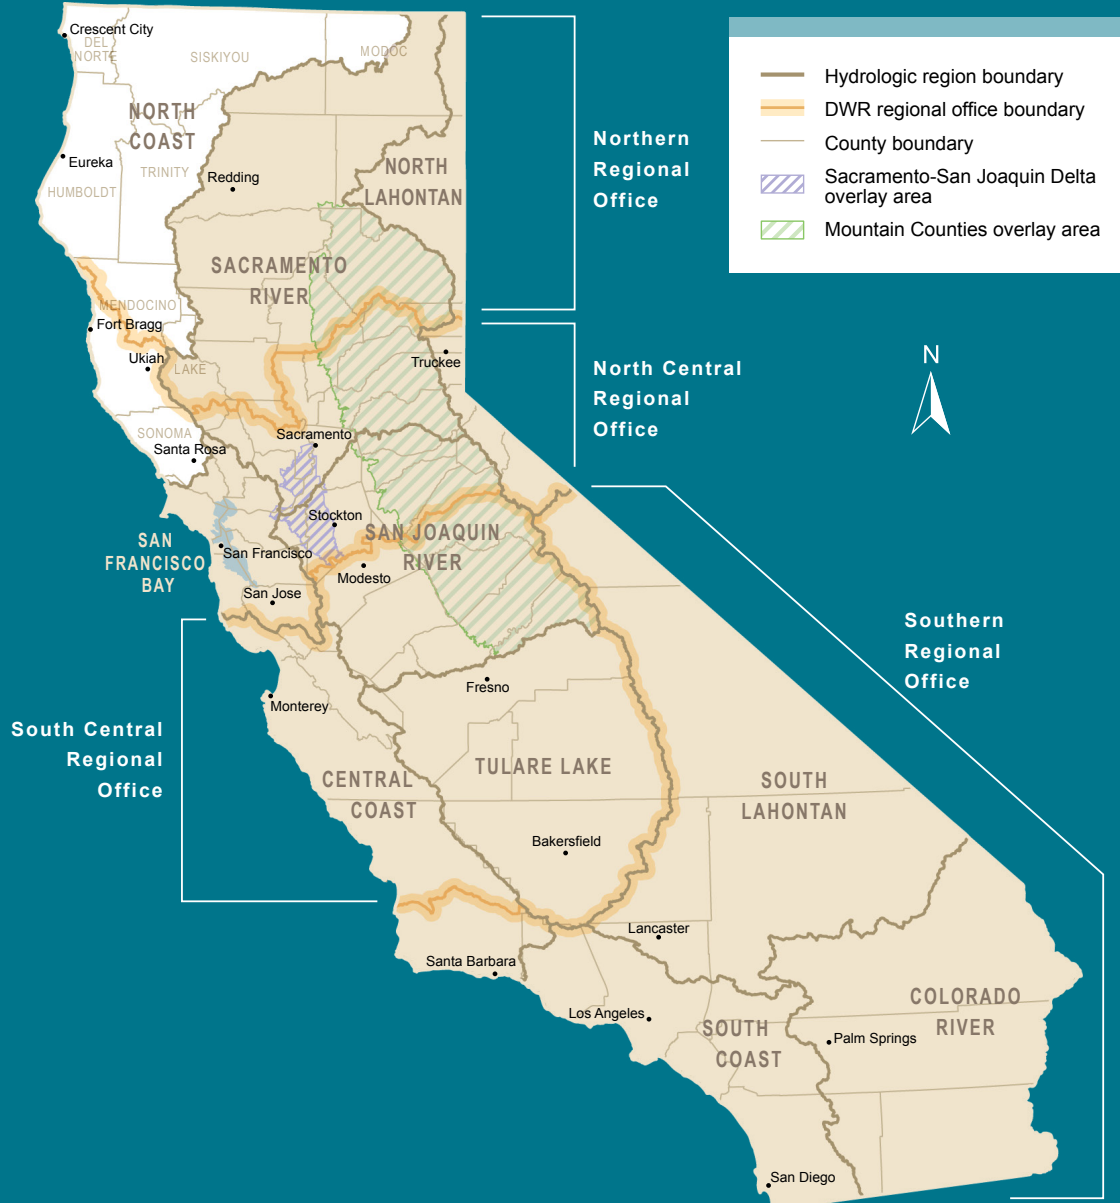 Crescent City
DEL
NORTE
SISKIYOU
MODOC
NORTH
COAST
Eureka
TRINITY
HUMBOLDT
Redding
NORTH
LAHONTAN
SACRAMENTO
RIVER
MENDOCINO
Fort Bragg
Ukiah
LAKE
Truckee
SONOMA
Santa Rosa
Sacramento
Stockton
SAN JOAQUIN
RIVER
SAN
FRANCISCO
BAY
San Francisco
Modesto
San Jose
Monterey
Fresno
CENTRAL
COAST
TULARE LAKE
SOUTH
LAHONTAN
Bakersfield
Lancaster
Santa Barbara
Los Angeles
SOUTH
COAST
COLORADO
RIVER
Palm Springs
San Diego
Northern
Regional
Office
North Central
Regional
Office
Southern
Regional
Office
South Central
Regional
Office
Hydrologic region boundary
DWR regional office boundary
County boundary
Sacramento-San Joaquin Delta
overlay area
Mountain Counties overlay area
N